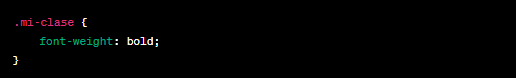 .mi-clase {
    font-weight: bold;
}